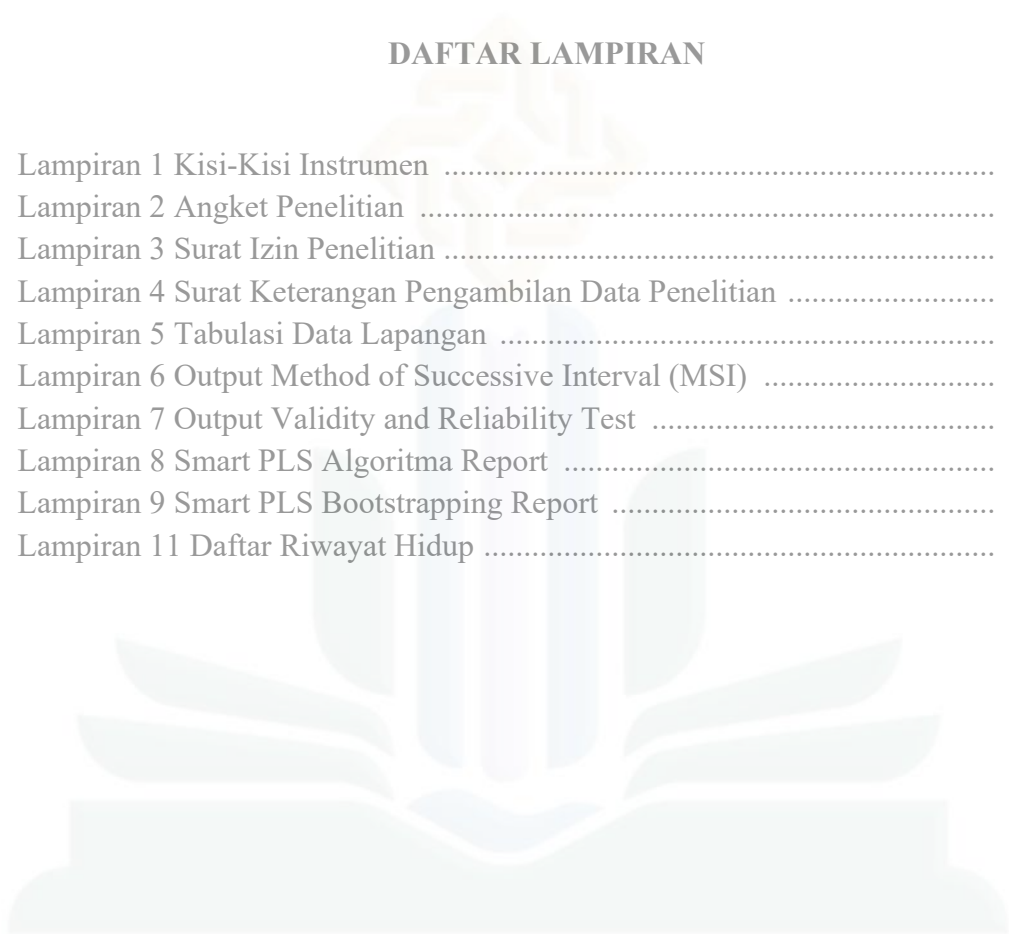 DAFTAR LAMPIRAN
Lampiran 1 Kisi-Kisi Instrumen ......................................................................
Lampiran 2 Angket Penelitian .........................................................................
Lampiran 3 Surat Izin Penelitian ......................................................................
Lampiran 4 Surat Keterangan Pengambilan Data Penelitian ..........................
Lampiran 5 Tabulasi Data Lapangan ...............................................................
Lampiran 6 Output Method of Successive Interval (MSI) .............................
Lampiran 7 Output Validity and Reliability Test ...........................................
Lampiran 8 Smart PLS Algoritma Report ......................................................
Lampiran 9 Smart PLS Bootstrapping Report ................................................
Lampiran 11 Daftar Riwayat Hidup .................................................................